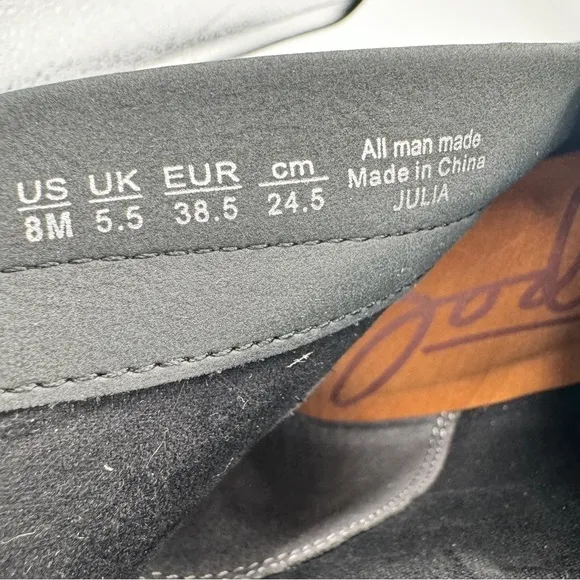 US UK EUR cm
8M 5.5 38.5 24.5
All man made
Made in China
JULIA